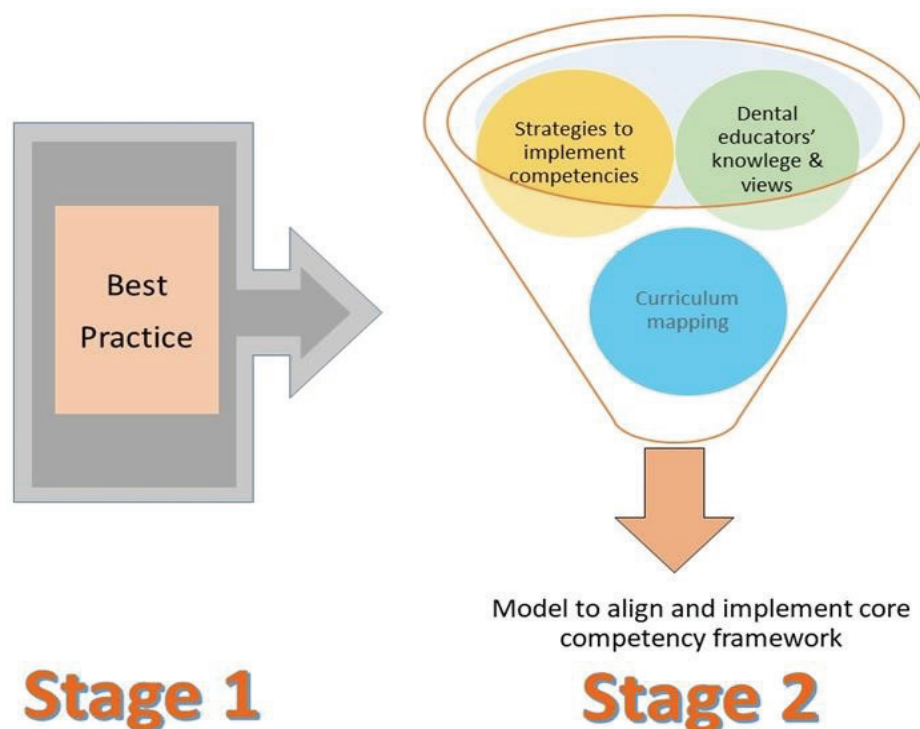 Best
Practice
Strategies to
implement
competencies
Dental
educators'
knowlege &
views
Curriculum
mapping
Model to align and implement core
competency framework
Stage 1
Stage 2